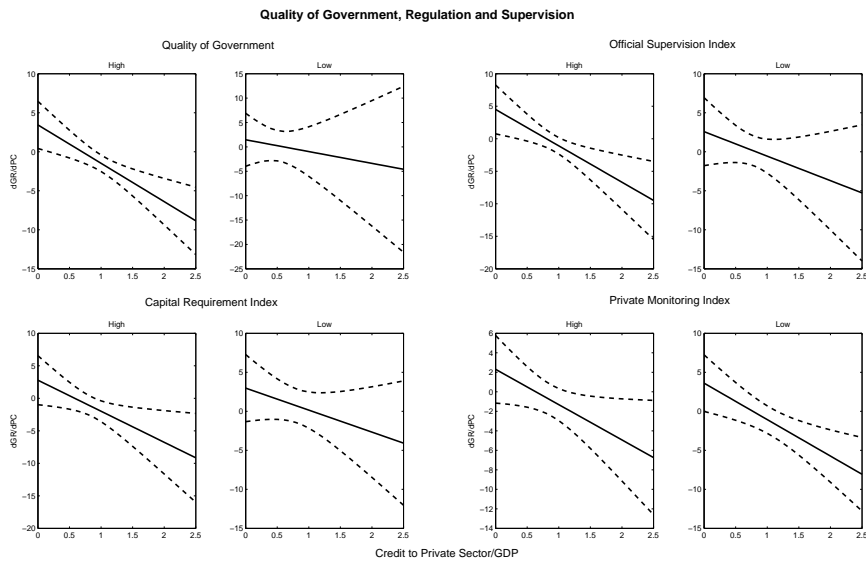 Quality of Government, Regulation and Supervision
Quality of Government
Official Supervision Index
High
Low
High
Low
10
5
0
−5
−10
−15
dGR/dPC
0 0.5 1 1.5 2 2.5
15
10
5
0
−5
−10
−15
−20
−25
0 0.5 1 1.5 2 2.5
10
5
0
−5
−10
−15
−20
dGR/dPC
0 0.5 1 1.5 2 2.5
10
5
0
−5
−10
−15
0 0.5 1 1.5 2 2.5
Capital Requirement Index
Private Monitoring Index
High
Low
High
Low
10
5
0
−5
−10
−15
−20
dGR/dPC
0 0.5 1 1.5 2 2.5
10
5
0
−5
−10
−15
0 0.5 1 1.5 2 2.5
6
4
2
0
−2
−4
−6
−8
−10
−12
−14
dGR/dPC
0 0.5 1 1.5 2 2.5
10
5
0
−5
−10
−15
0 0.5 1 1.5 2 2.5
Credit to Private Sector/GDP